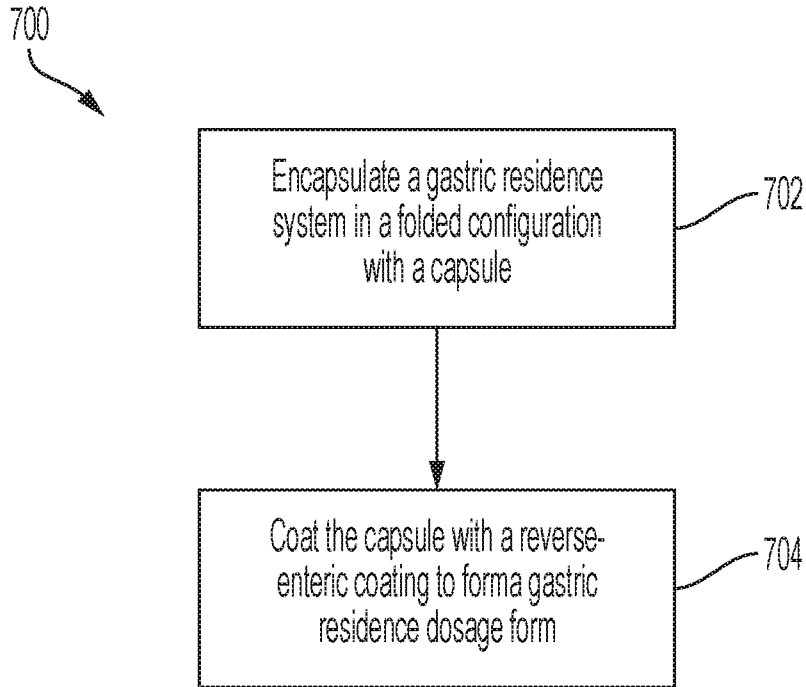 700
Encapsulate a gastric residence
system in a folded configuration
with a capsule
702
Coat the capsule with a reverse-
enteric coating to forma gastric
residence dosage form
704